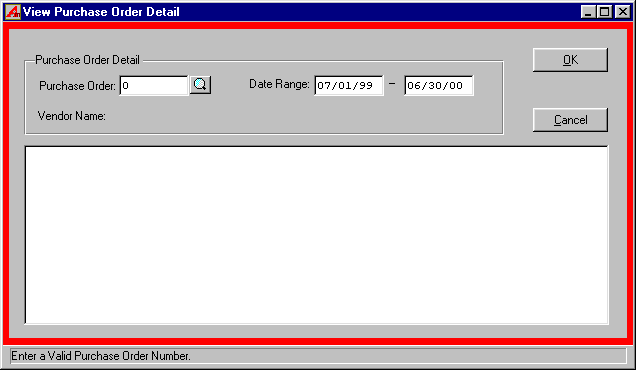 View Purchase Order Detail
Purchase Order Detail
Purchase Order: 0 Date Range: 07/01/99 – 06/30/00
OK
Vendor Name:
Cancel
Enter a Valid Purchase Order Number.